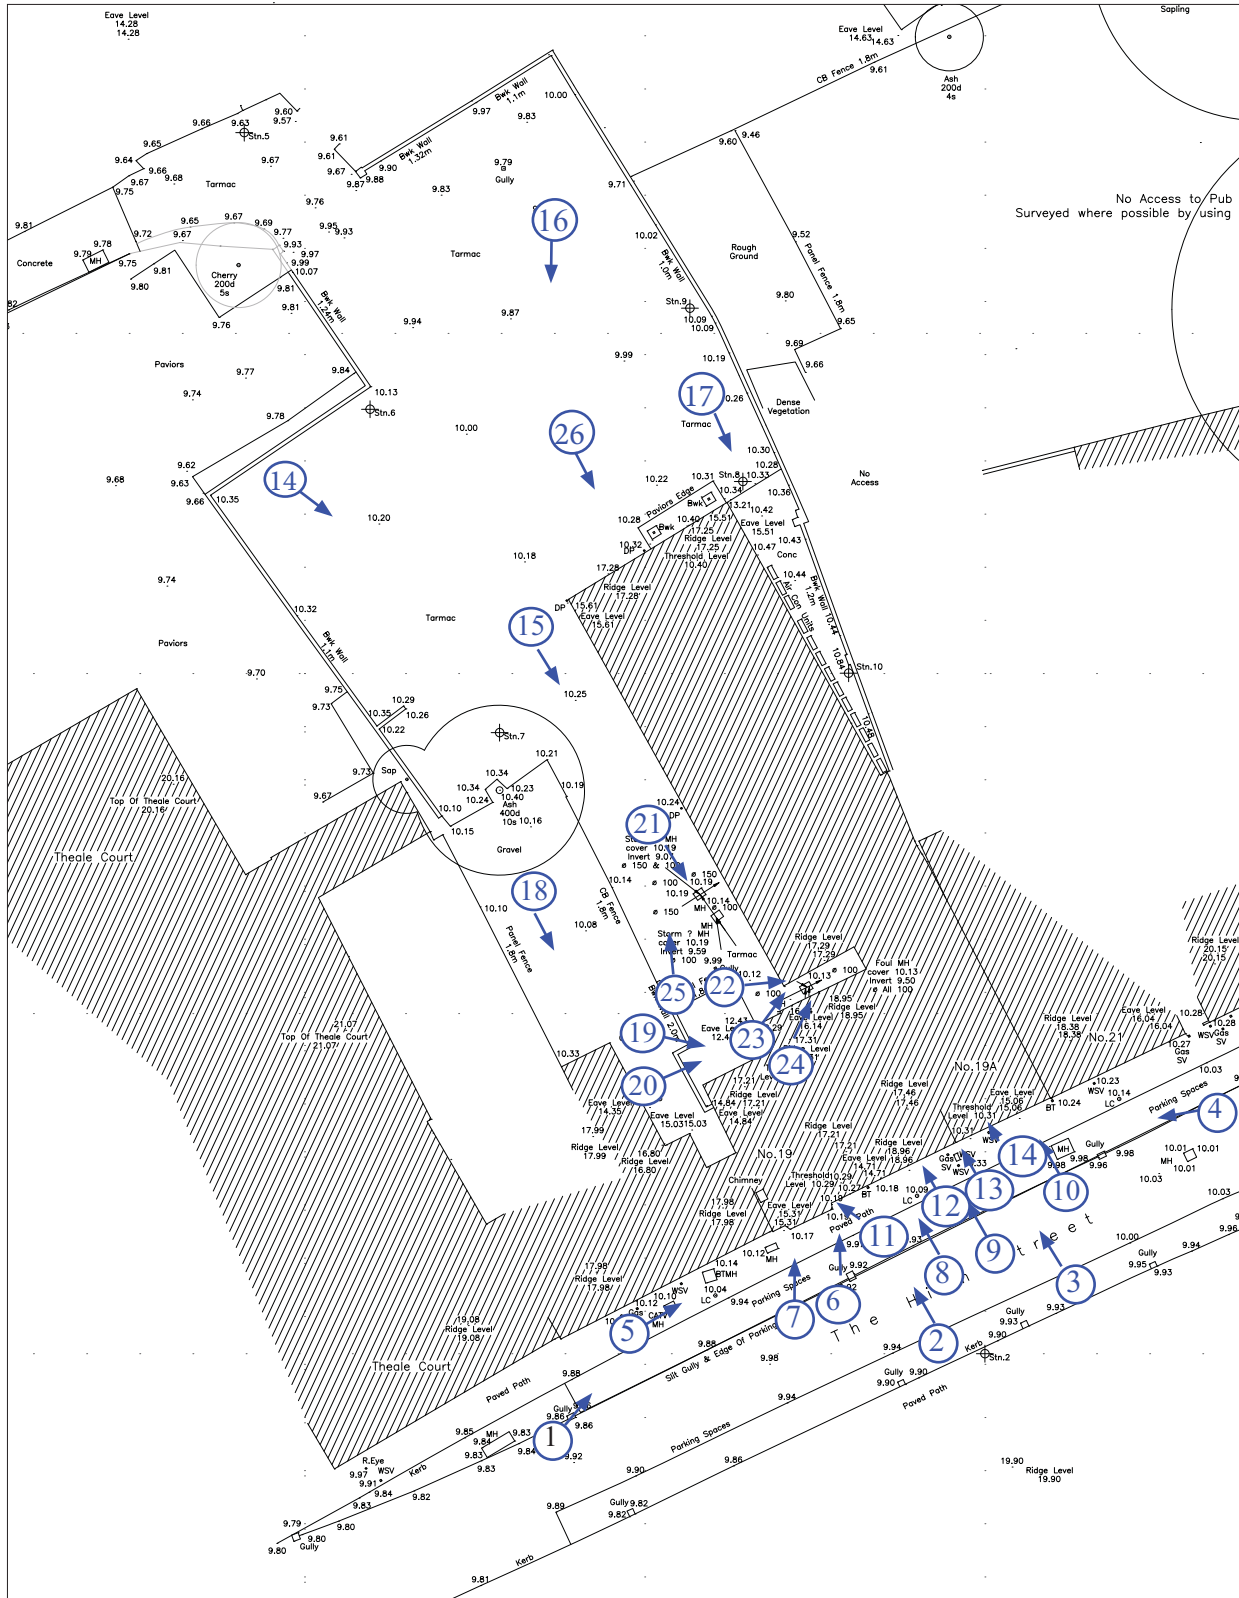 Eave Level
14.28
14.28
Eave Level
14.63
14.63
Sapling
CB Fence 1.8m
9.61
Ash
200d
4s
Bwk Wall
1.1m
10.00
9.97
9.83
9.60
9.57
9.66
9.63
Stn.5
9.65
9.61
9.61
Bwk Wall
1.32m
9.46
9.60
9.64
9.66
9.67
9.67
9.68
9.75
Tarmac
9.67
9.87
9.88
9.90
9.79
Gully
9.83
9.71
No Access to Pub
Surveyed where possible by using
9.76
9.81
9.65
9.67
9.69
9.77
9.95
9.93
9.72
9.67
9.93
9.97
9.99
10.07
16
10.02
9.52
Rough
Ground
Panel Fence 1.8m
9.78
9.79
MH
9.75
Concrete
9.81
9.80
Cherry
200d
5s
9.81
9.81
Tarmac
Bwk Wall
1.0m
9.80
Bwk Wall
1.24m
9.76
9.94
9.87
Stn.9
10.09
10.09
9.65
9.69
9.66
Paviors
9.77
9.84
9.99
10.19
9.74
10.13
Stn.6
17
Dense
Vegetation
9.78
10.00
26
Tarmac
10.30
10.28
9.62
9.63
9.66
9.68
14
10.35
10.22
10.31
Stn.8
10.33
10.34
10.36
No
Access
10.20
Paviors Edge
Bwk
13.21
15.51
10.42
10.28
Bwk
10.40
17.25
Ridge Level
17.25
Eave Level
15.51
10.43
10.47
Conc
10.32
DP
Threshold Level
10.40
10.18
17.28
Ridge Level
17.28
10.44
Air Con Units
Bwk Wall
1.2m
10.44
9.74
DP
15.61
Eave Level
15.61
10.32
Tarmac
15
Paviors
Bwk Wall
1.1m
10.84
Stn.10
9.70
10.25
9.75
9.73
10.29
10.26
10.35
10.22
10.48
Stn.7
10.21
20.16
Top Of Theale Court
20.16
Sap
9.73
9.67
10.34
10.24
10.23
10.40
Ash
400d
10s
10.16
10.19
10.10
10.15
10.24
DP
21
MH
cover 10.19
Gravel
Theale Court
18
10.14
CB Fence
1.8m
ø 150
ø 100
10.19
10.19
10.14
ø 100
MH
ø 150
MH
10.10
10.08
Panel Fence
1.8m
Storm ? MH
Invert 9.59
ø 100
9.99
Tarmac
Ridge Level
17.29
17.29
10.12
10.13
ø 100
Foul MH
cover 10.13
Invert 9.50
ø All 100
Ridge Level
20.15
20.15
25
22
ø 100
18.95
Ridge Level
18.95
21.07
Top Of Theale Court
21.07
19
23
16.14
17.31
24
Ridge Level
18.38
18.38
Eave Level
16.04
16.04
10.28
10.28
WSV
Gas
SV
No.21
10.27
Gas
SV
10.33
20
17.21
Ridge Level
17.21
14.84
Eave Level
14.84
No.19A
Ridge Level
17.46
17.46
10.03
10.23
WSV
10.14
LC
Parking Spaces
4
Eave Level
14.35
Eave Level
15.03
15.03
Eave Level
15.06
15.06
Threshold
Level 10.31
10.31
BT
10.24
17.99
Ridge Level
17.99
16.80
Ridge Level
16.80
Ridge Level
17.21
17.21
Ridge Level
18.96
18.96
WSV
14
MH
9.98
9.98
Gully
9.96
9.98
10.01
10.01
MH
10.01
No.19
Chimney
Threshold
Level 10.29
10.29
Eave Level
14.71
14.71
10.27
BT
10.18
Gas
SV
WSV
WSV
13
10
10.03
10.03
17.98
Ridge Level
17.98
Eave Level
15.31
15.31
10.19
10.09
LC
12
10.17
Paved Path
11
9.93
9
10.00
9.96
9.94
10.12
MH
10.14
BTMH
9.92
Gully
8
The High Street
3
Gully
9.95
9.93
17.98
Ridge Level
17.98
WSV
10.04
LC
9.94
Parking Spaces
7
6
10.12
10.10
Gas
CATV
MH
5
9.93
Gully
9.93
9.90
19.08
Ridge Level
19.08
2
Kerb
Stn.2
9.88
Silt Gully & Edge Of Parking
9.98
9.94
Theale Court
9.88
Gully
9.90
9.90
Paved Path
Gully
9.86
9.86
9.94
Paved Path
1
9.85
MH
9.84
9.83
9.83
9.84
9.83
9.92
Parking Spaces
R.Eye
9.97
WSV
9.91
9.84
9.83
Kerb
9.82
9.90
9.86
19.90
Ridge Level
19.90
9.79
9.80
9.80
9.80
Gully
9.89
Gully
9.82
9.82
Kerb
9.81